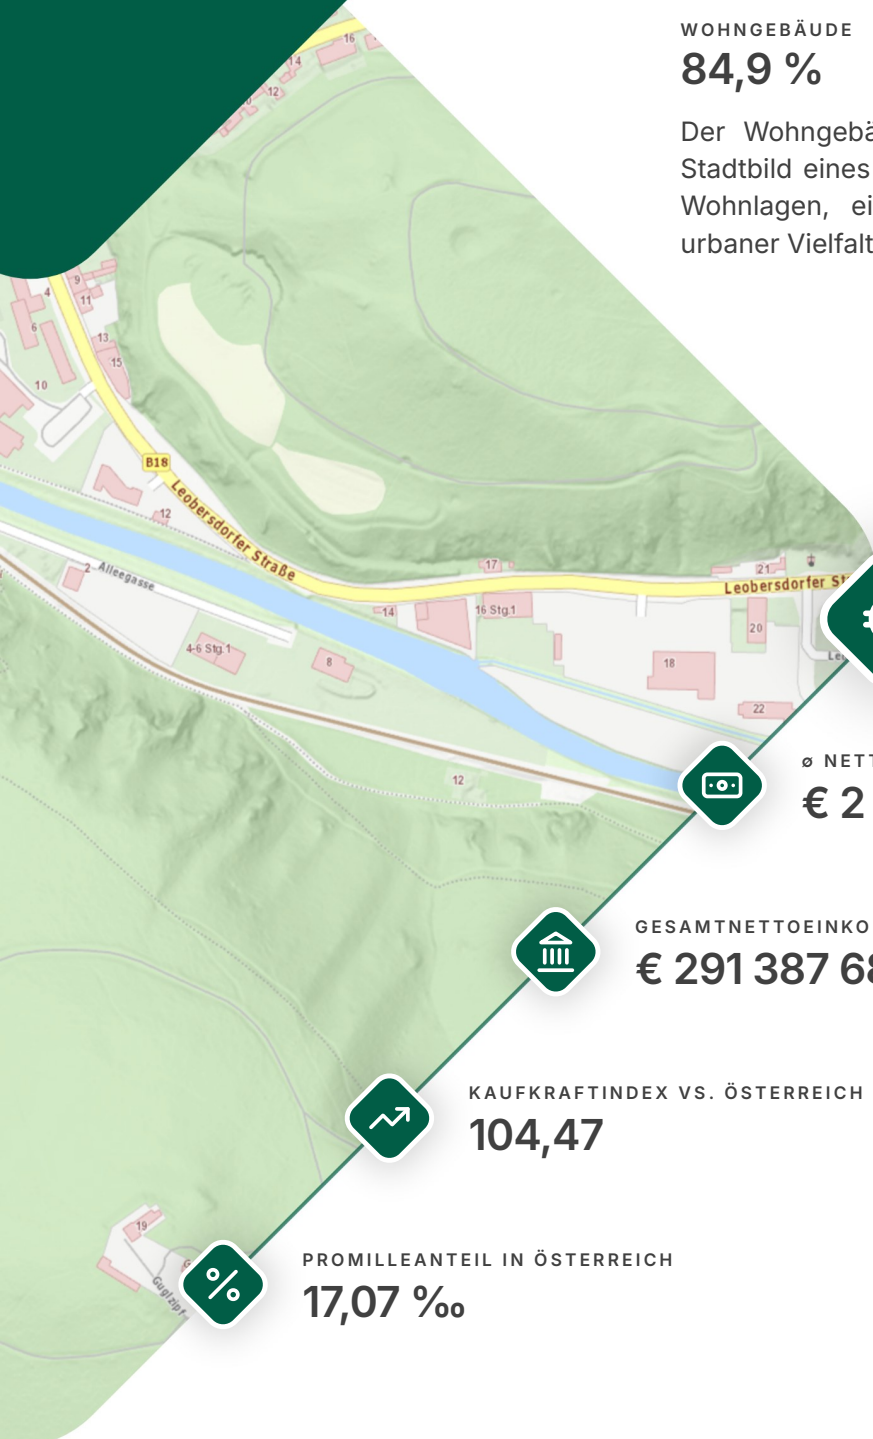 WOHNGEBÄUDE
84,9 %
Der Wohngebä
Stadtbild eines
Wohnlagen, ei
urbaner Vielfalt
16
14
12
9
4
11
6
13
15
10
B18
Leobersdorfer Straße
12
2
Alleegasse
17
21
Leobersdorfer St
14
16 Stg.1
20
4-6 Stg.1
8
18
Le
22
12
ø NETT
€ 2
GESAMTNETTOEINKO
€ 291 387 68
KAUFKRAFTINDEX VS. ÖSTERREICH
104,47
19
G
Guglzipf
PROMILLEANTEIL IN ÖSTERREICH
17,07 ‰